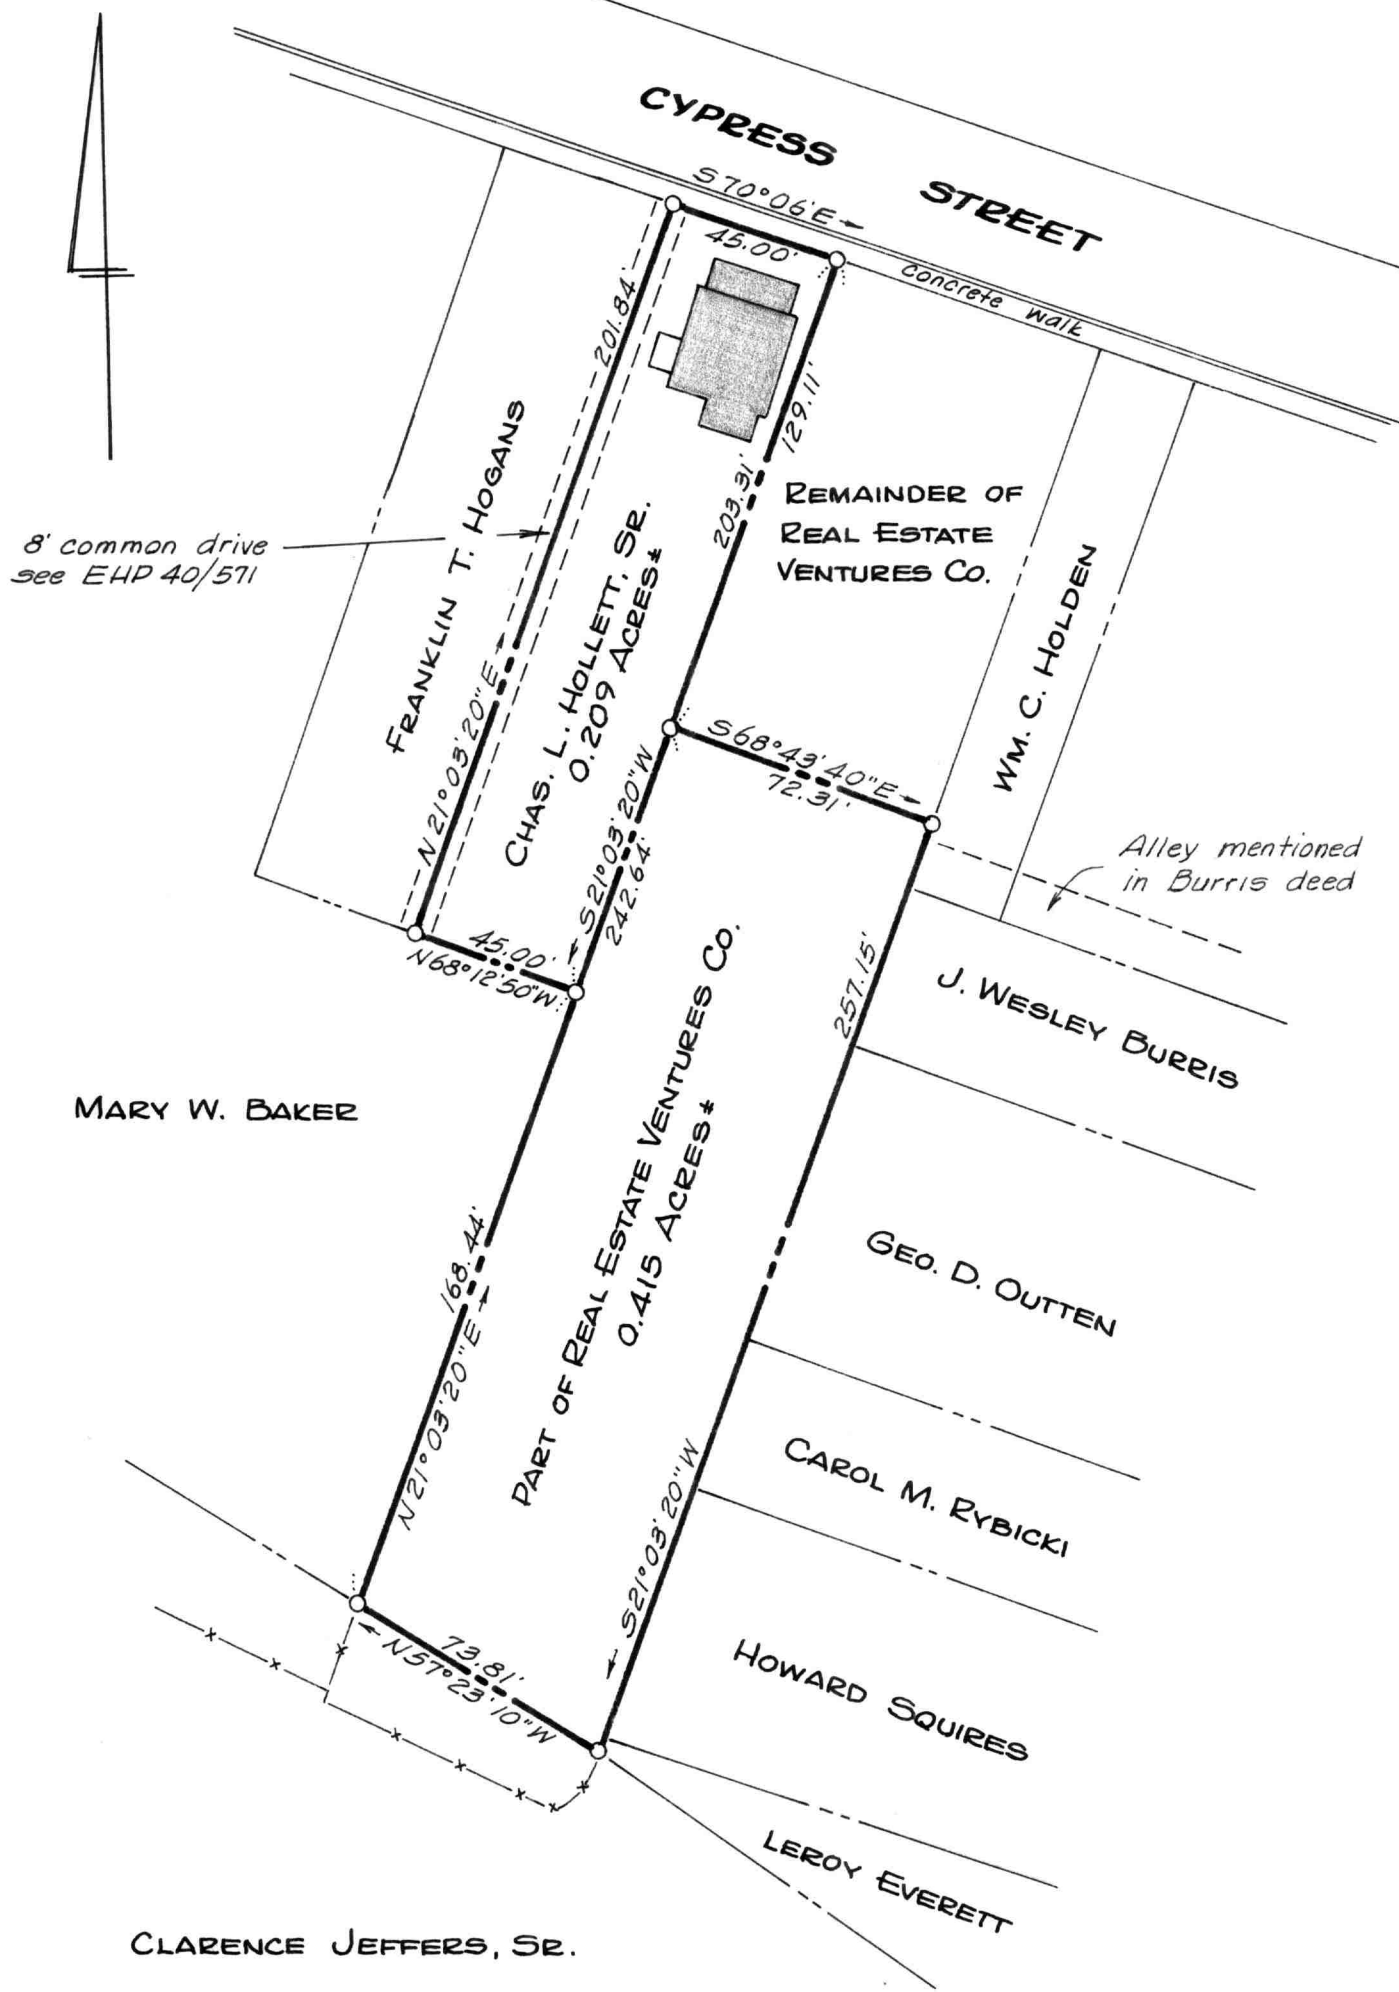 CYPRESS STREET
S70°06'E
45.00'
concrete walk
201.84'
129.11'
203.31'
FRANKLIN T. HOGANS
8' common drive
see EHP 40/571
CHAS. L. HOLLETT, SR.
0.209 ACRES±
REMAINDER OF
REAL ESTATE
VENTURES CO.
WM. C. HOLDEN
N21°03'20"E
S68°43'40"E
72.31'
S21°03'20"W
242.64'
Alley mentioned
in Burris deed
45.00'
N68°12'50"W
257.15'
J. WESLEY BURRIS
MARY W. BAKER
PART OF REAL ESTATE VENTURES CO.
0.415 ACRES±
168.44'
N21°03'20"E
GEO. D. OUTTEN
CAROL M. RYBICKI
S21°03'20"W
73.81'
N57°23'10"W
HOWARD SQUIRES
LEROY EVERETT
CLARENCE JEFFERS, SR.